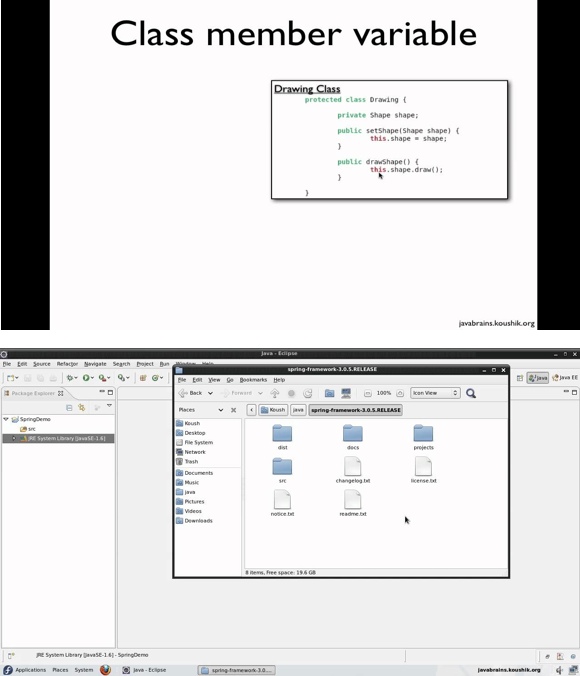 Class member variable
Drawing Class
protected class Drawing {
private Shape shape;
public setShape(Shape shape) {
this.shape = shape;
}
public drawShape() {
this.shape.draw();
}
}
javabrains.koushik.org
Java - Eclipse
File Edit Source Refactor Navigate Search Project Run Window Help
spring-framework-3.0.5.RELEASE
File Edit View Go Bookmarks Help
Java Java EE
Package Explorer
Back Forward 100% Icon View
Places Koush java spring-framework-3.0.5.RELEASE
SpringDemo
src
JRE System Library [JavaSE-1.6]
Koush
Desktop
File System
Network
Trash
Documents
Music
Java
Pictures
Videos
Downloads
dist docs projects
src changelog.txt license.txt
notice.txt readme.txt
8 items, Free space: 19.6 GB
JRE System Library [JavaSE-1.6] - SpringDemo
Applications Places System Java - Eclipse spring-framework-3.0.... javabrains.koushik.org